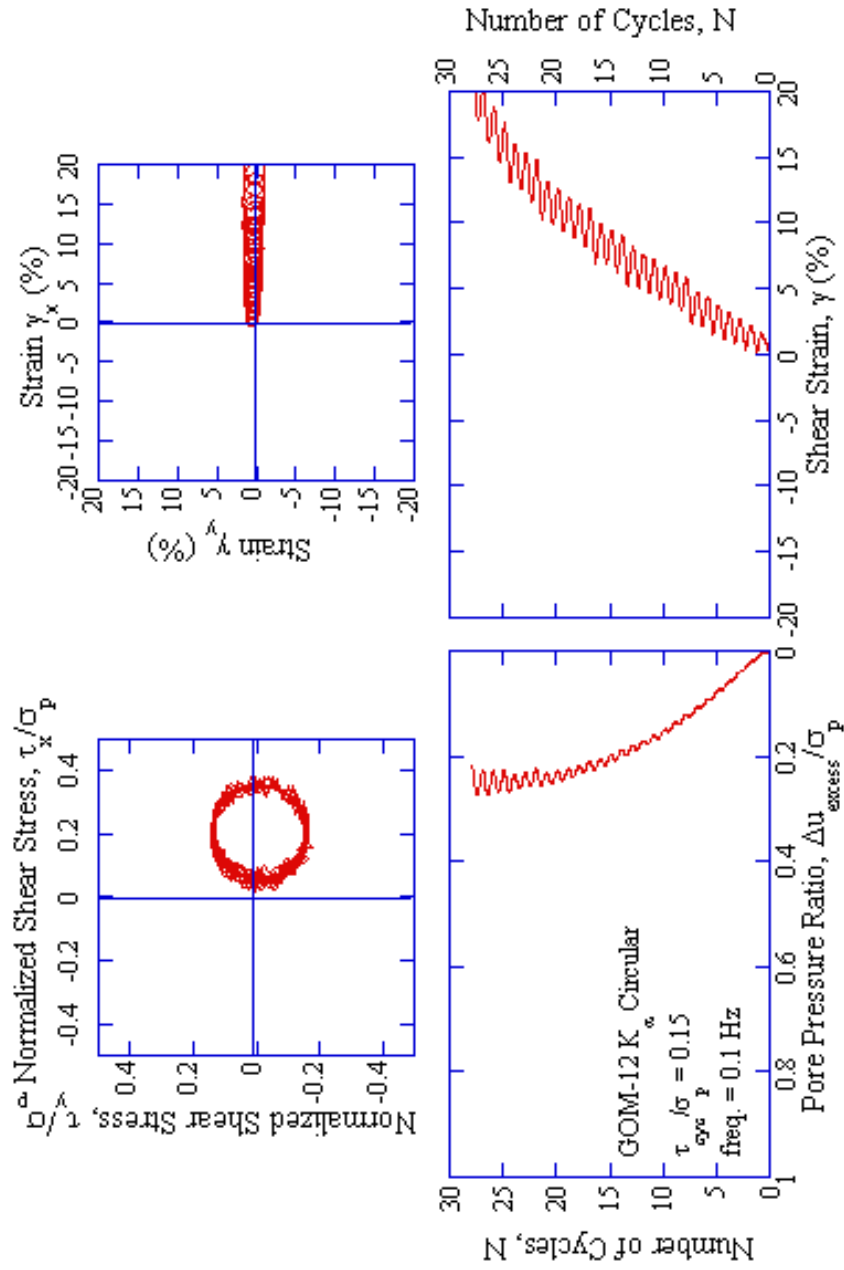 Normalized Shear Stress, τx/σp
-0.4 -0.2 0 0.2 0.4
0.4
0.2
0
-0.2
-0.4
Normalized Shear Stress, τy/σp
Strain γx (%)
-20 -15 -10 -5 0 5 10 15 20
20
15
10
5
0
-5
-10
-15
-20
Strain γy (%)
30
25
20
15
10
5
0
Number of Cycles, N
GOM-12 Kα Circular
τcyc/σp = 0.15
freq. = 0.1 Hz
1 0.8 0.6 0.4 0.2 0
Pore Pressure Ratio, Δuexcess/σp
30
25
20
15
10
5
0
Number of Cycles, N
-20 -15 -10 -5 0 5 10 15 20
Shear Strain, γ (%)